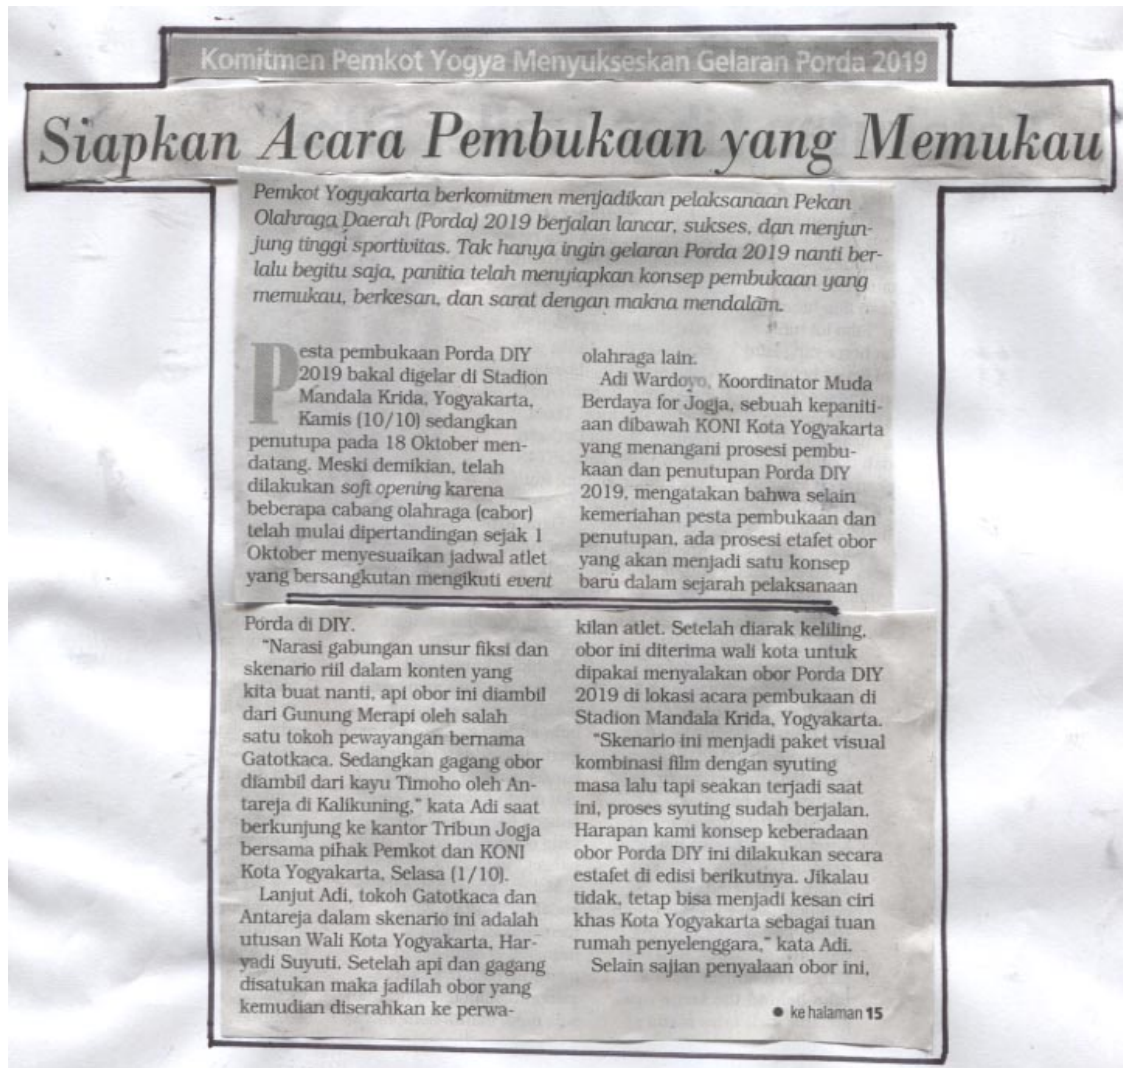 Komitmen Pemkot Yogya Menyukseskan Gelaran Porda 2019
Siapkan Acara Pembukaan yang Memukau
Pemkot Yogyakarta berkomitmen menjadikan pelaksanaan Pekan
Olahraga Daerah (Porda) 2019 berjalan lancar, sukses, dan menjun-
jung tinggi sportivitas. Tak hanya ingin gelaran Porda 2019 nanti ber-
lalu begitu saja, panitia telah menyiapkan konsep pembukaan yang
memukau, berkesan, dan sarat dengan makna mendalam.
Pesta pembukaan Porda DIY
2019 bakal digelar di Stadion
Mandala Krida, Yogyakarta,
Kamis (10/10) sedangkan
penutupa pada 18 Oktober men-
datang. Meski demikian, telah
dilakukan soft opening karena
beberapa cabang olahraga (cabor)
telah mulai dipertandingan sejak 1
Oktober menyesuaikan jadwal atlet
yang bersangkutan mengikuti event
olahraga lain.
Adi Wardoyo, Koordinator Muda
Berdaya for Jogja, sebuah kepaniti-
aan dibawah KONI Kota Yogyakarta
yang menangani prosesi pembu-
kaan dan penutupan Porda DIY
2019, mengatakan bahwa selain
kemeriahan pesta pembukaan dan
penutupan, ada prosesi etafet obor
yang akan menjadi satu konsep
baru dalam sejarah pelaksanaan
Porda di DIY.
"Narasi gabungan unsur fiksi dan
skenario riil dalam konten yang
kita buat nanti, api obor ini diambil
dari Gunung Merapi oleh salah
satu tokoh pewayangan bernama
Gatotkaca. Sedangkan gagang obor
diambil dari kayu Timoho oleh An-
tareja di Kalikuning," kata Adi saat
berkunjung ke kantor Tribun Jogja
bersama pihak Pemkot dan KONI
Kota Yogyakarta, Selasa (1/10).
Lanjut Adi, tokoh Gatotkaca dan
Antareja dalam skenario ini adalah
utusan Wali Kota Yogyakarta, Har-
yadi Suyuti. Setelah api dan gagang
disatukan maka jadilah obor yang
kemudian diserahkan ke perwa-
kilan atlet. Setelah diarak keliling,
obor ini diterima wali kota untuk
dipakai menyalakan obor Porda DIY
2019 di lokasi acara pembukaan di
Stadion Mandala Krida, Yogyakarta.
"Skenario ini menjadi paket visual
kombinasi film dengan syuting
masa lalu tapi seakan terjadi saat
ini, proses syuting sudah berjalan.
Harapan kami konsep keberadaan
obor Porda DIY ini dilakukan secara
estafet di edisi berikutnya. Jikalau
tidak, tetap bisa menjadi kesan ciri
khas Kota Yogyakarta sebagai tuan
rumah penyelenggara," kata Adi.
Selain sajian penyalaan obor ini,
● ke halaman 15